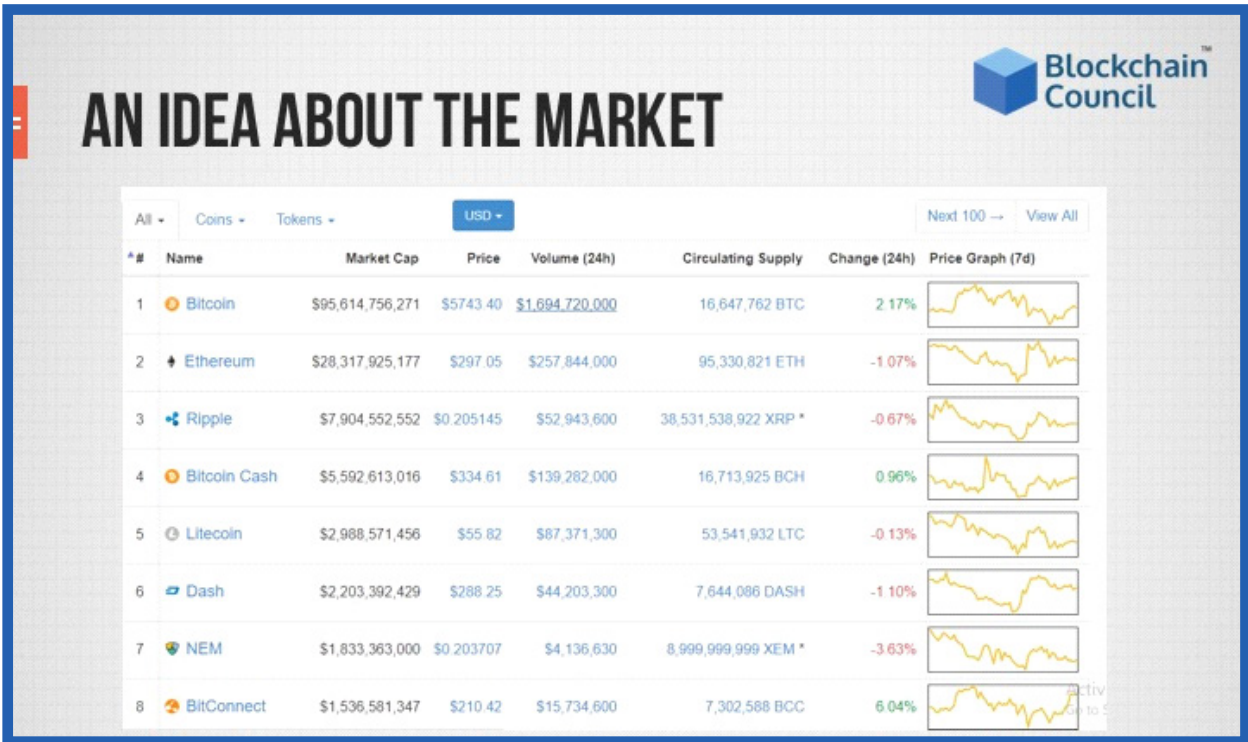 Blockchain™
Council
AN IDEA ABOUT THE MARKET
All Coins Tokens USD Next 100 → View All
# Name Market Cap Price Volume (24h) Circulating Supply Change (24h) Price Graph (7d)
1 Bitcoin $95,614,756,271 $5743.40 $1,694,720,000 16,647,762 BTC 2.17%
2 Ethereum $28,317,925,177 $297.05 $257,844,000 95,330,821 ETH -1.07%
3 Ripple $7,904,552,552 $0.205145 $52,943,600 38,531,538,922 XRP * -0.67%
4 Bitcoin Cash $5,592,613,016 $334.61 $139,282,000 16,713,925 BCH 0.96%
5 Litecoin $2,988,571,456 $55.82 $87,371,300 53,541,932 LTC -0.13%
6 Dash $2,203,392,429 $288.25 $44,203,300 7,644,086 DASH -1.10%
7 NEM $1,833,363,000 $0.203707 $4,136,630 8,999,999,999 XEM * -3.63%
8 BitConnect $1,536,581,347 $210.42 $15,734,600 7,302,588 BCC 6.04%